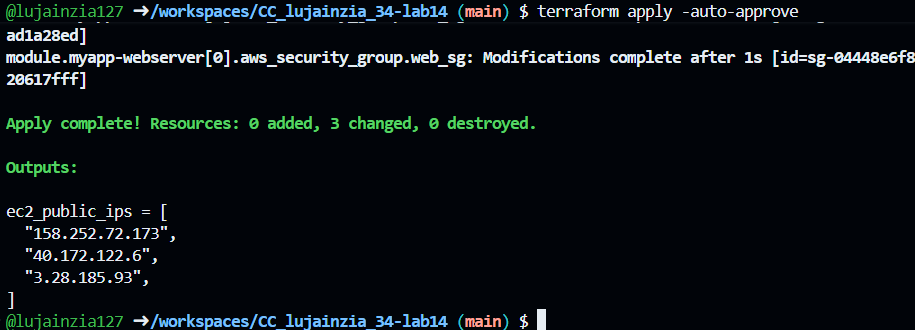 @lujainzia127 ➜/workspaces/CC_lujainzia_34-lab14 (main) $ terraform apply -auto-approve
ad1a28ed]
module.myapp-webserver[0].aws_security_group.web_sg: Modifications complete after 1s [id=sg-04448e6f8
20617fff]
Apply complete! Resources: 0 added, 3 changed, 0 destroyed.
Outputs:
ec2_public_ips = [
"158.252.72.173",
"40.172.122.6",
"3.28.185.93",
]
@lujainzia127 ➜/workspaces/CC_lujainzia_34-lab14 (main) $